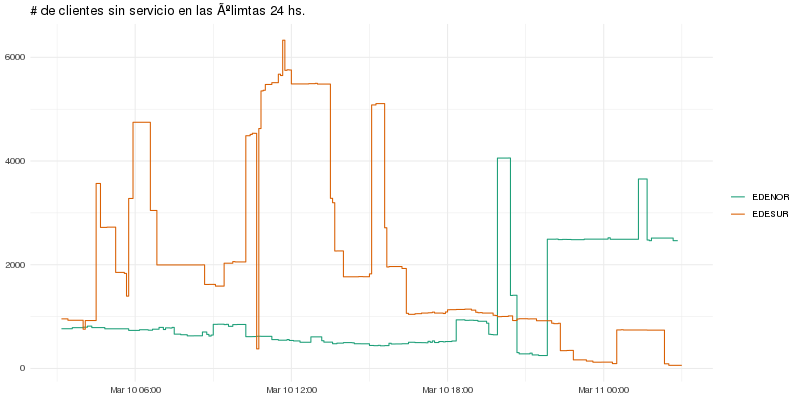 # de clientes sin servicio en las Ãºlimtas 24 hs.
6000
4000
2000
0
Mar 10 06:00
Mar 10 12:00
Mar 10 18:00
Mar 11 00:00
EDENOR
EDESUR